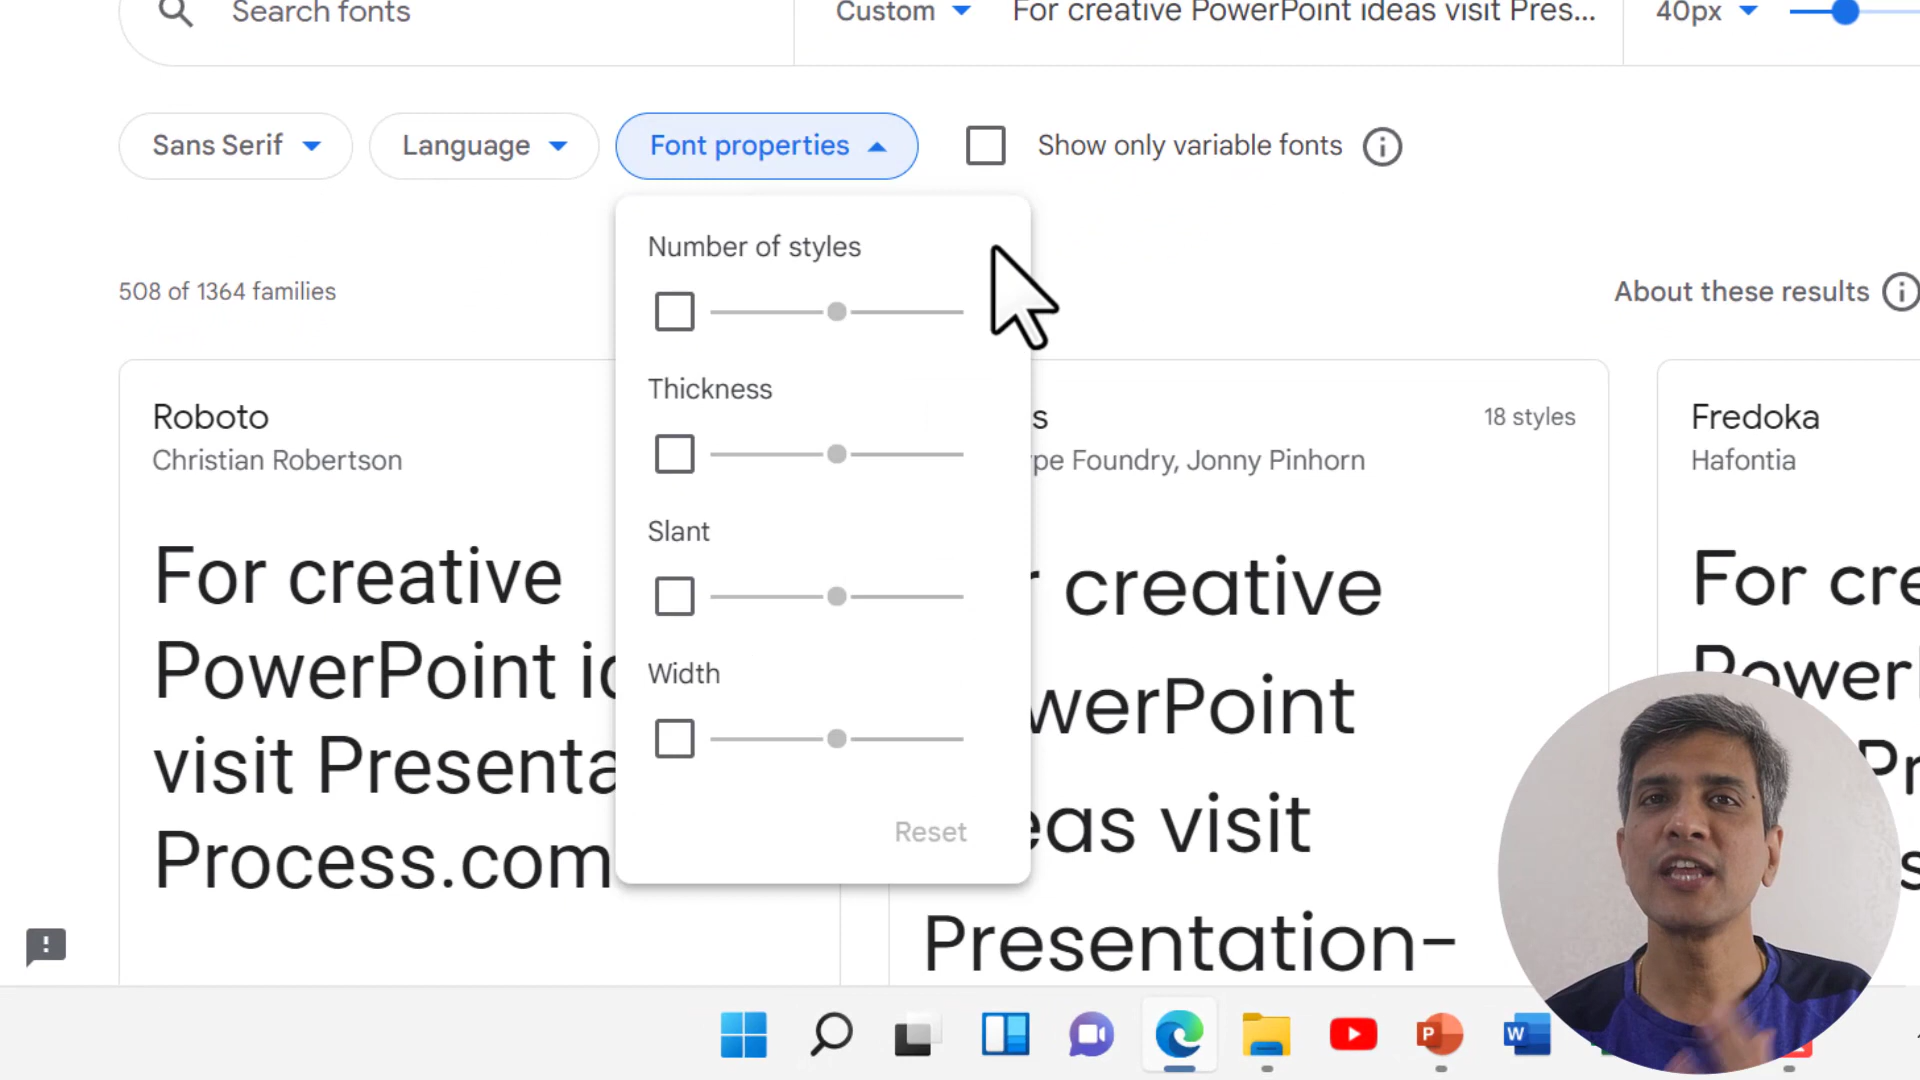 Search fonts
Custom
For creative PowerPoint ideas visit Pres...
40px
Sans Serif
Language
Font properties
Show only variable fonts
Number of styles
508 of 1364 families
About these results
Thickness
Roboto
Christian Robertson
s
18 styles
pe Foundry, Jonny Pinhorn
Fredoka
Hafontia
Slant
Width
Reset
For creative
PowerPoint id
visit Presenta
Process.com
r creative
werPoint
eas visit
Presentation-
For cre
Power
Pr
s
P
W